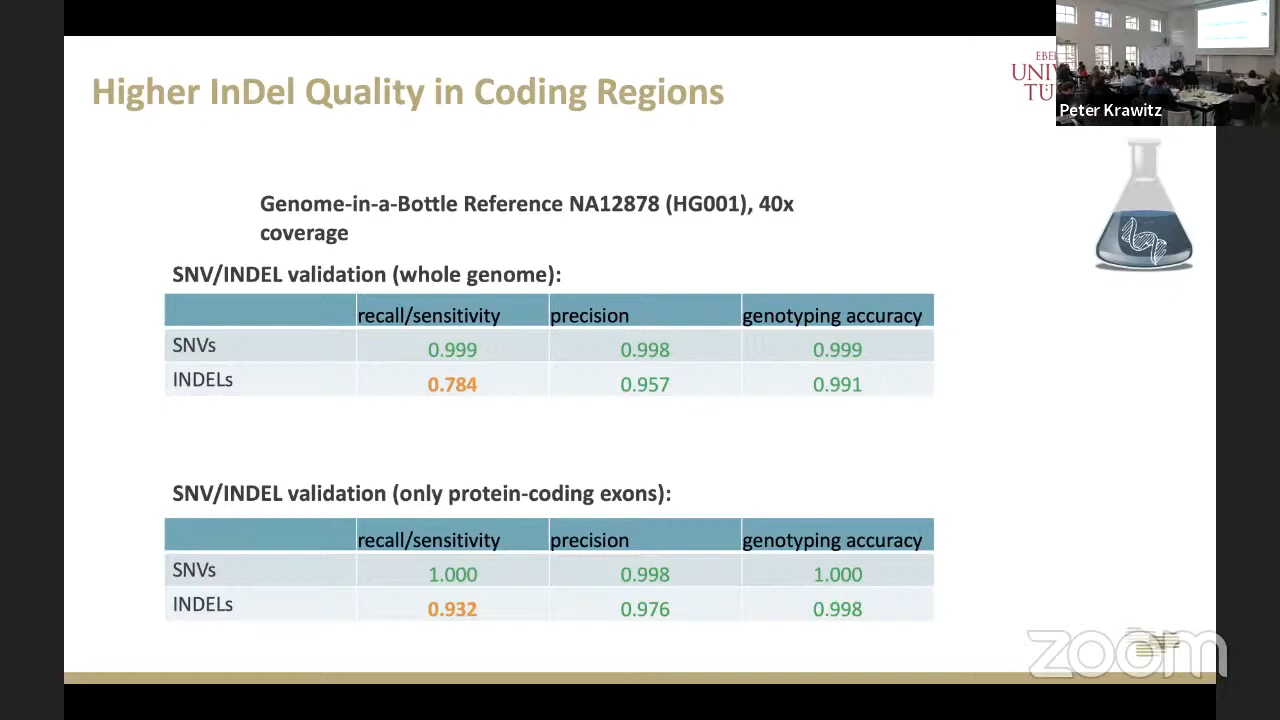 Higher InDel Quality in Coding Regions
EBE
UNIV
TÜ
Peter Krawitz
Genome-in-a-Bottle Reference NA12878 (HG001), 40x
coverage
SNV/INDEL validation (whole genome):
recall/sensitivity precision genotyping accuracy
SNVs 0.999 0.998 0.999
INDELs 0.784 0.957 0.991
SNV/INDEL validation (only protein-coding exons):
recall/sensitivity precision genotyping accuracy
SNVs 1.000 0.998 1.000
INDELs 0.932 0.976 0.998
zoom